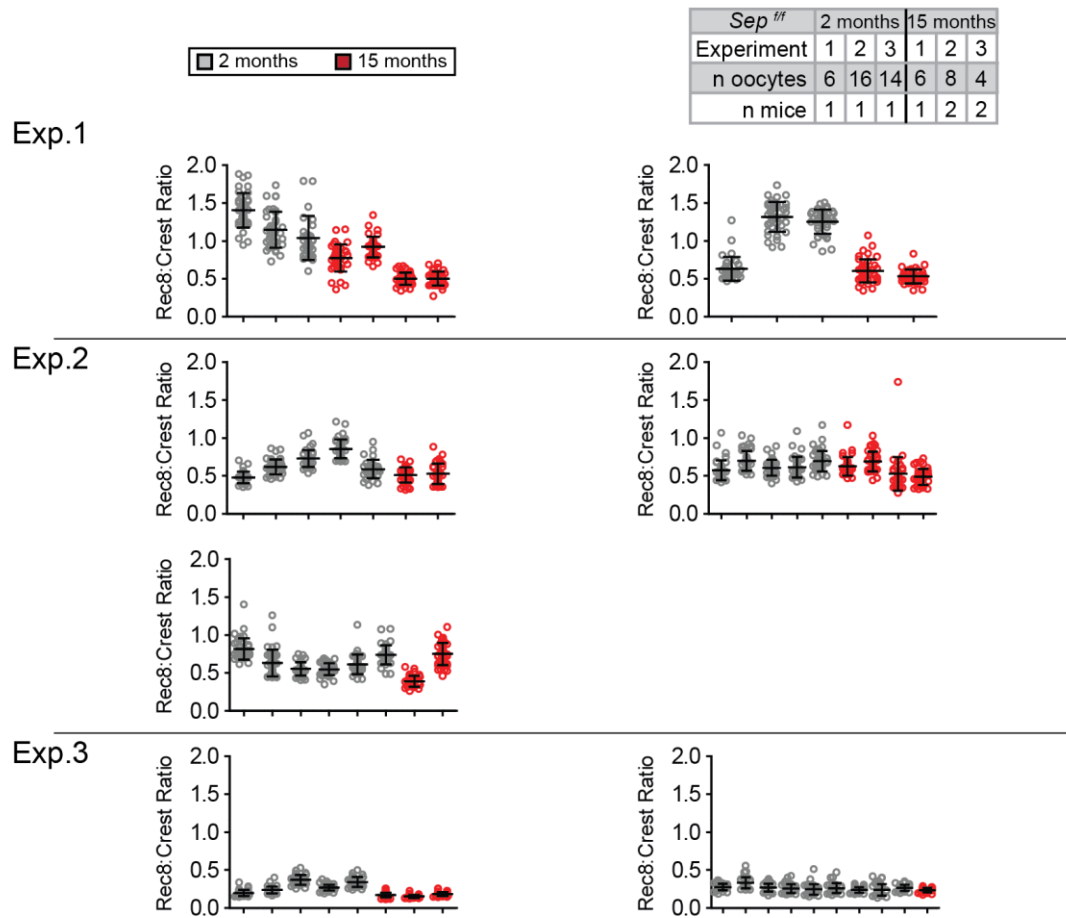 Sep f/f 2 months 15 months
Experiment 1 2 3 1 2 3
n oocytes 6 16 14 6 8 4
n mice 1 1 1 1 2 2
2 months 15 months
Exp.1
Rec8:Crest Ratio
2.0
1.5
1.0
0.5
0.0
Rec8:Crest Ratio
2.0
1.5
1.0
0.5
0.0
Exp.2
Rec8:Crest Ratio
2.0
1.5
1.0
0.5
0.0
Rec8:Crest Ratio
2.0
1.5
1.0
0.5
0.0
Rec8:Crest Ratio
2.0
1.5
1.0
0.5
0.0
Exp.3
Rec8:Crest Ratio
2.0
1.5
1.0
0.5
0.0
Rec8:Crest Ratio
2.0
1.5
1.0
0.5
0.0